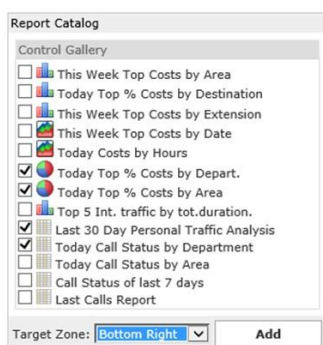 Report Catalog
Control Gallery
This Week Top Costs by Area
Today Top % Costs by Destination
This Week Top Costs by Extension
This Week Top Costs by Date
Today Costs by Hours
Today Top % Costs by Depart.
Today Top % Costs by Area
Top 5 Int. traffic by tot.duration.
Last 30 Day Personal Traffic Analysis
Today Call Status by Department
Today Call Status by Area
Call Status of last 7 days
Last Calls Report
Target Zone: Bottom Right Add